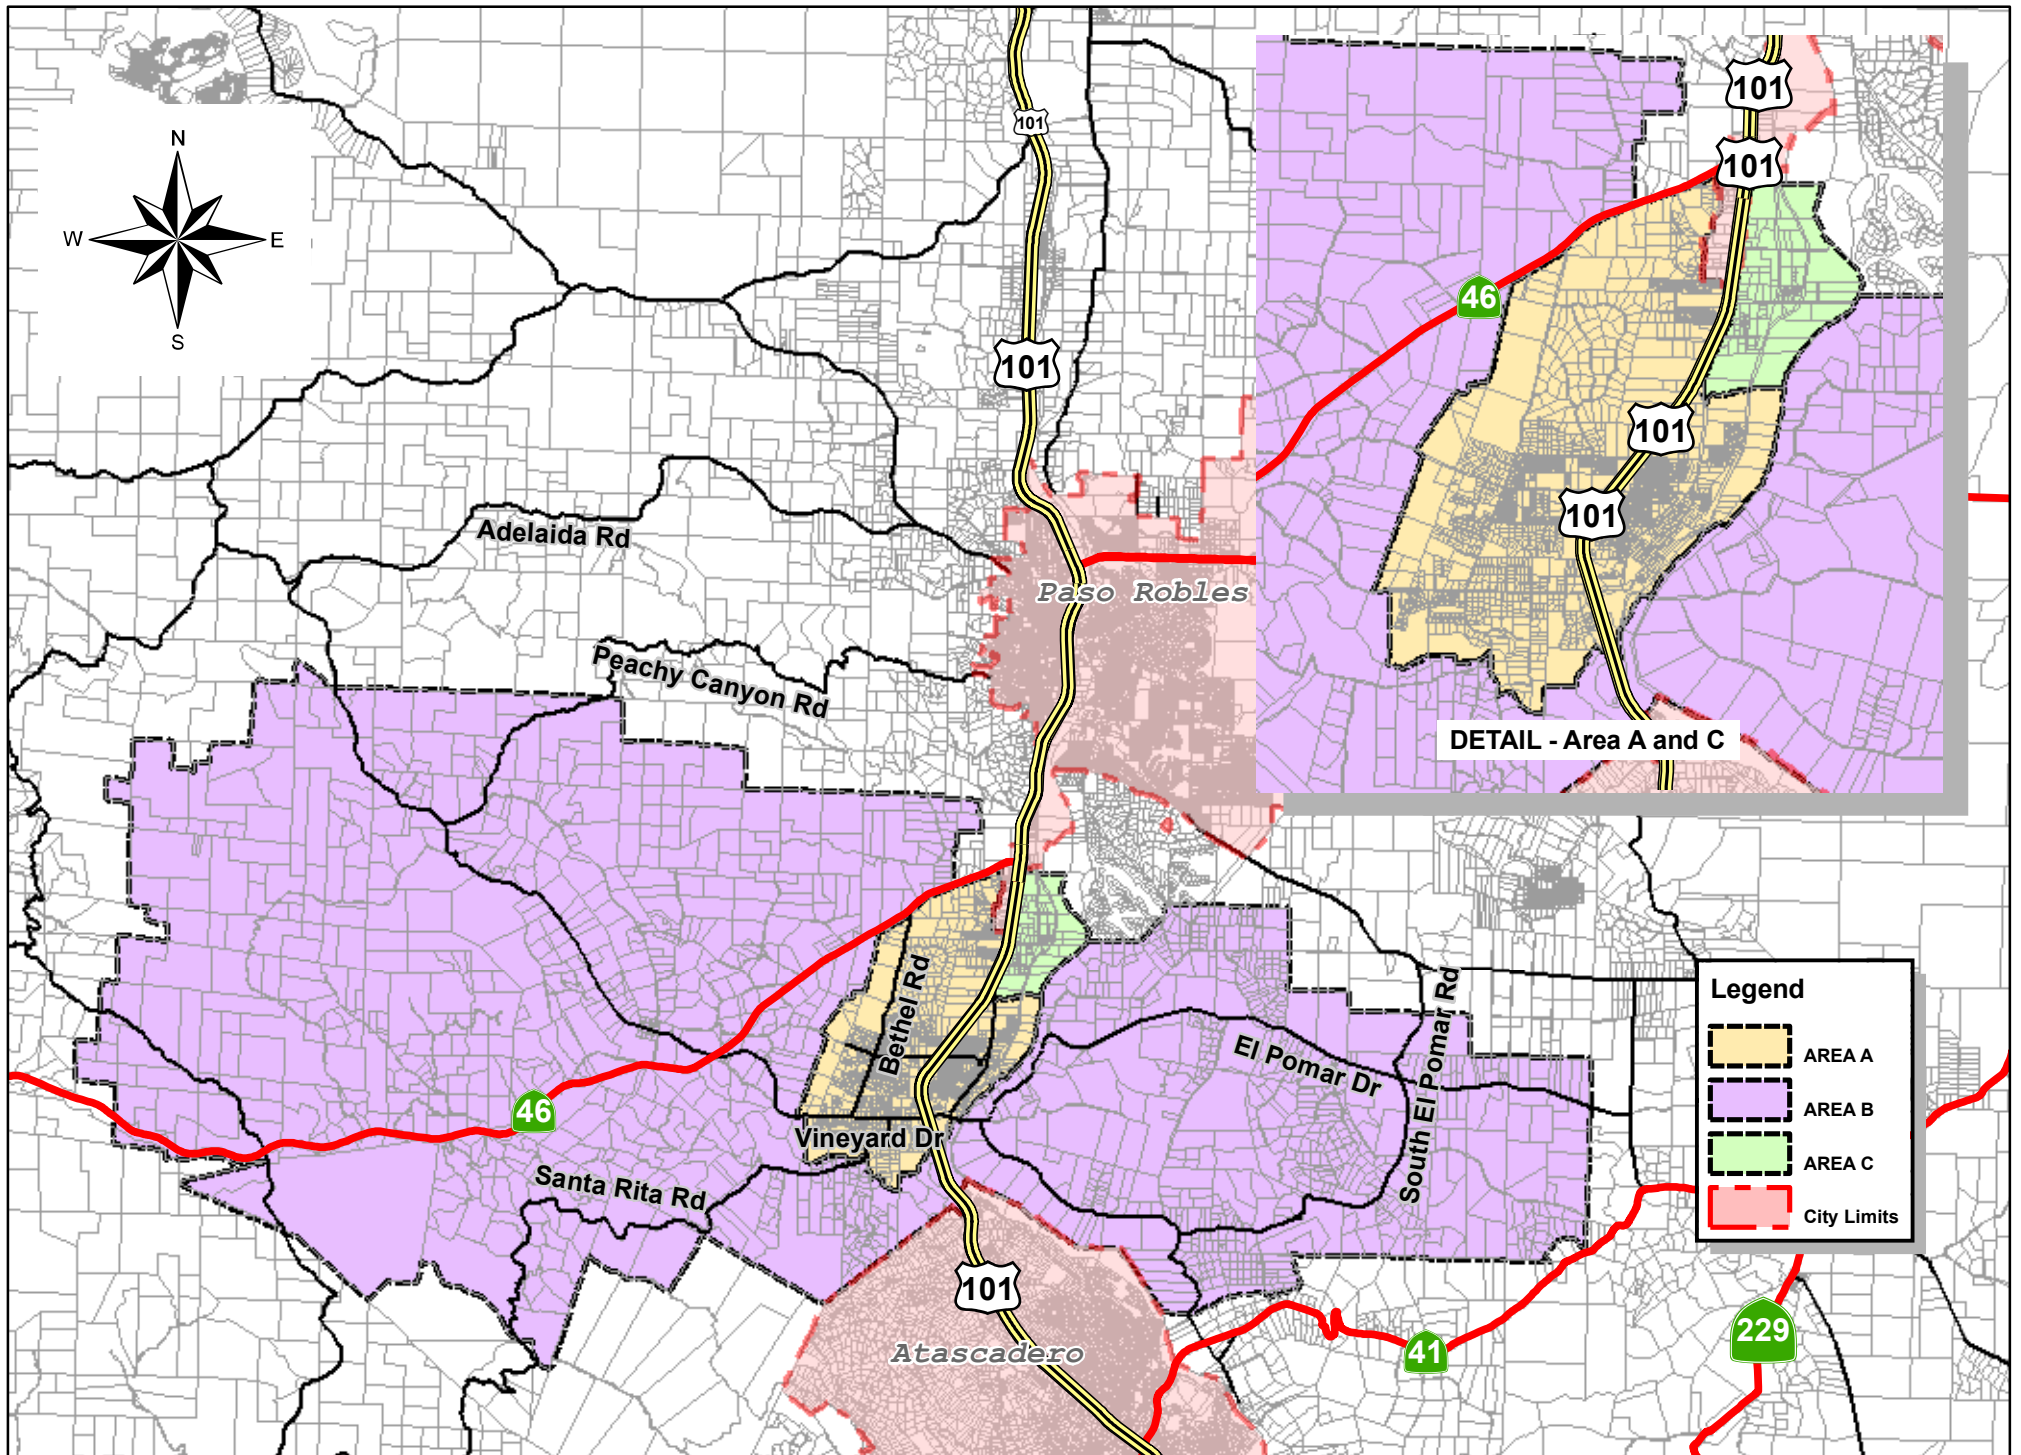 N
W
E
S
101
101
101
101
46
101
101
DETAIL - Area A and C
Adelaida Rd
Paso Robles
Peachy Canyon Rd
Bethel Rd
El Pomar Dr
South El Pomar Rd
46
Vineyard Dr
Santa Rita Rd
101
Atascadero
41
229
Legend
AREA A
AREA B
AREA C
City Limits